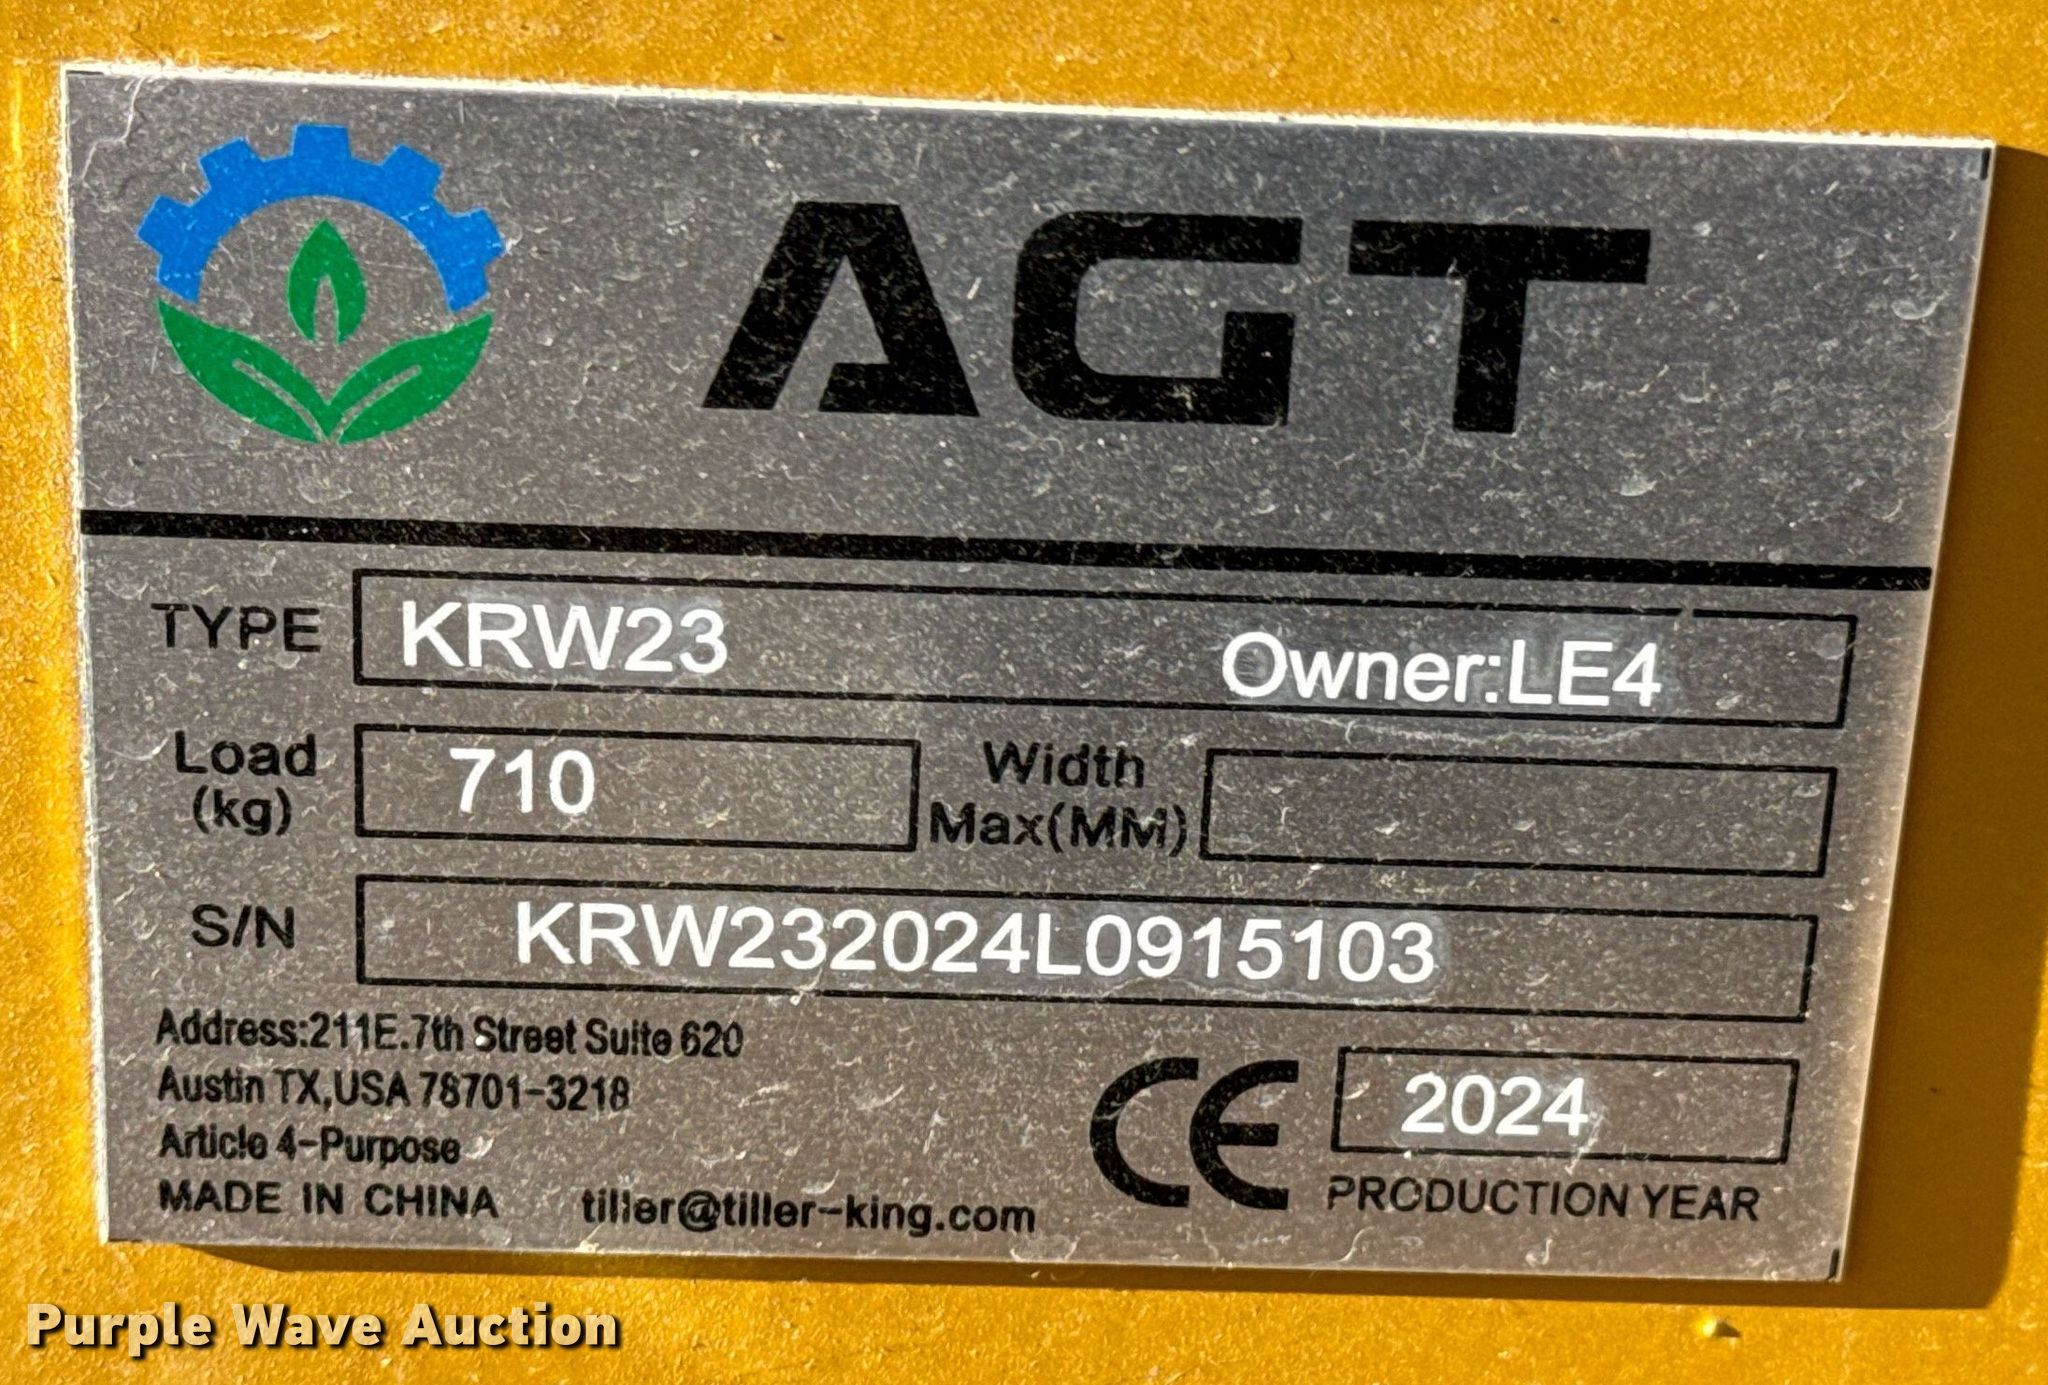 AGT
TYPE KRW23 Owner:LE4
Load (kg) 710 Width Max(MM)
S/N KRW232024L0915103
Address:211E.7th Street Suite 620
Austin TX,USA 78701-3218
Article 4-Purpose
MADE IN CHINA tiller@tiller-king.com
CE 2024
PRODUCTION YEAR
Purple Wave Auction